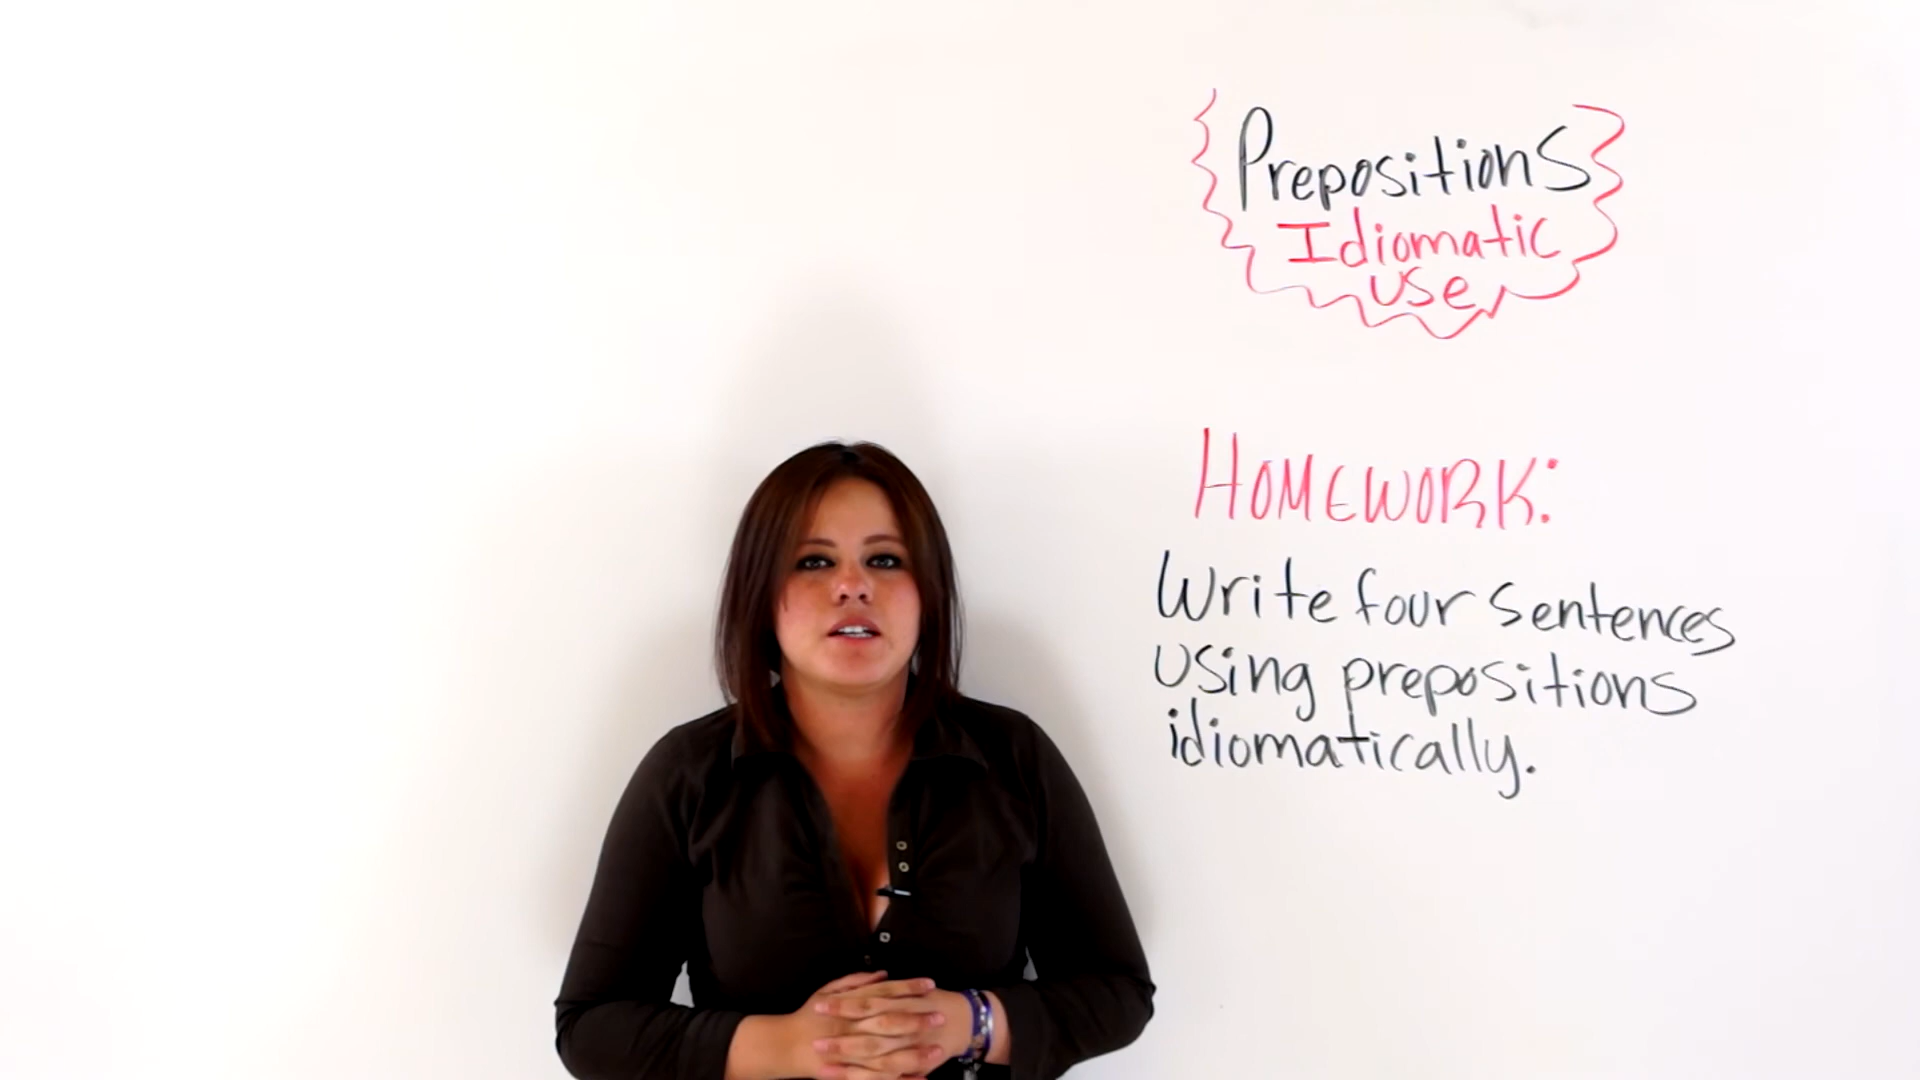 Prepositions
Idiomatic
use
HOMEWORK:
Write four sentences
using prepositions
idiomatically.